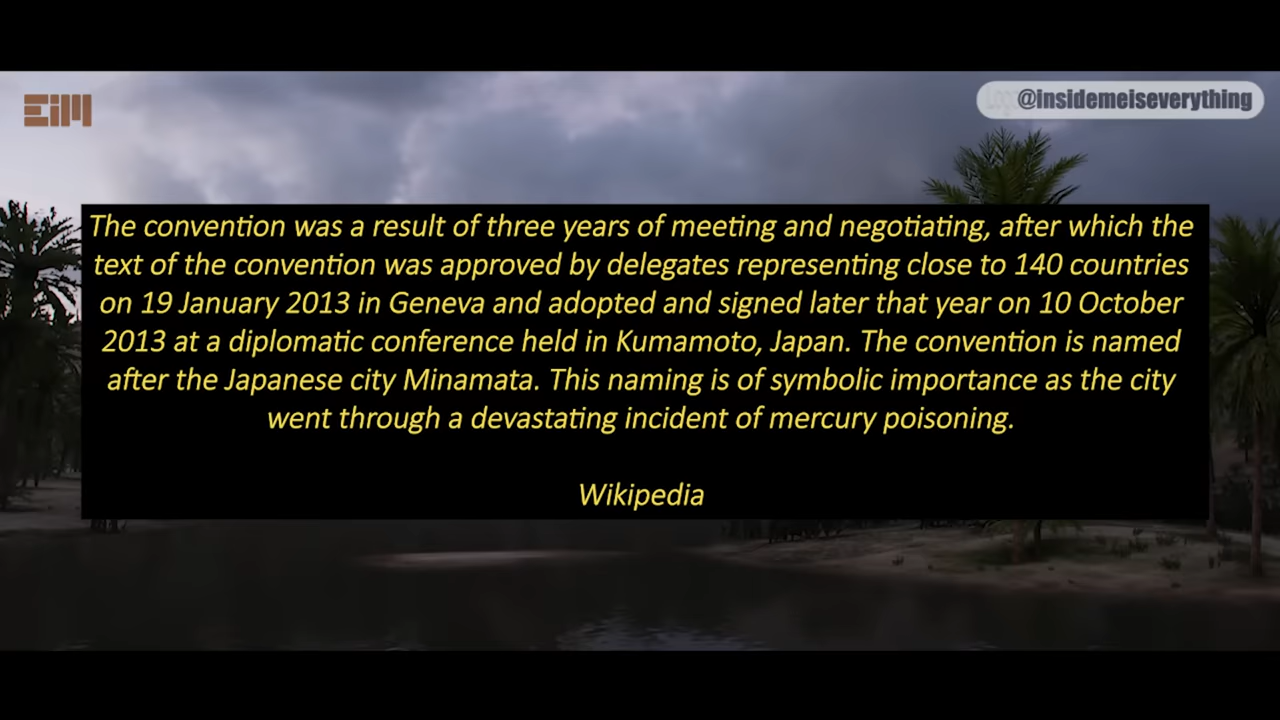 EiM
@insidemeiseverything
The convention was a result of three years of meeting and negotiating, after which the
text of the convention was approved by delegates representing close to 140 countries
on 19 January 2013 in Geneva and adopted and signed later that year on 10 October
2013 at a diplomatic conference held in Kumamoto, Japan. The convention is named
after the Japanese city Minamata. This naming is of symbolic importance as the city
went through a devastating incident of mercury poisoning.
Wikipedia